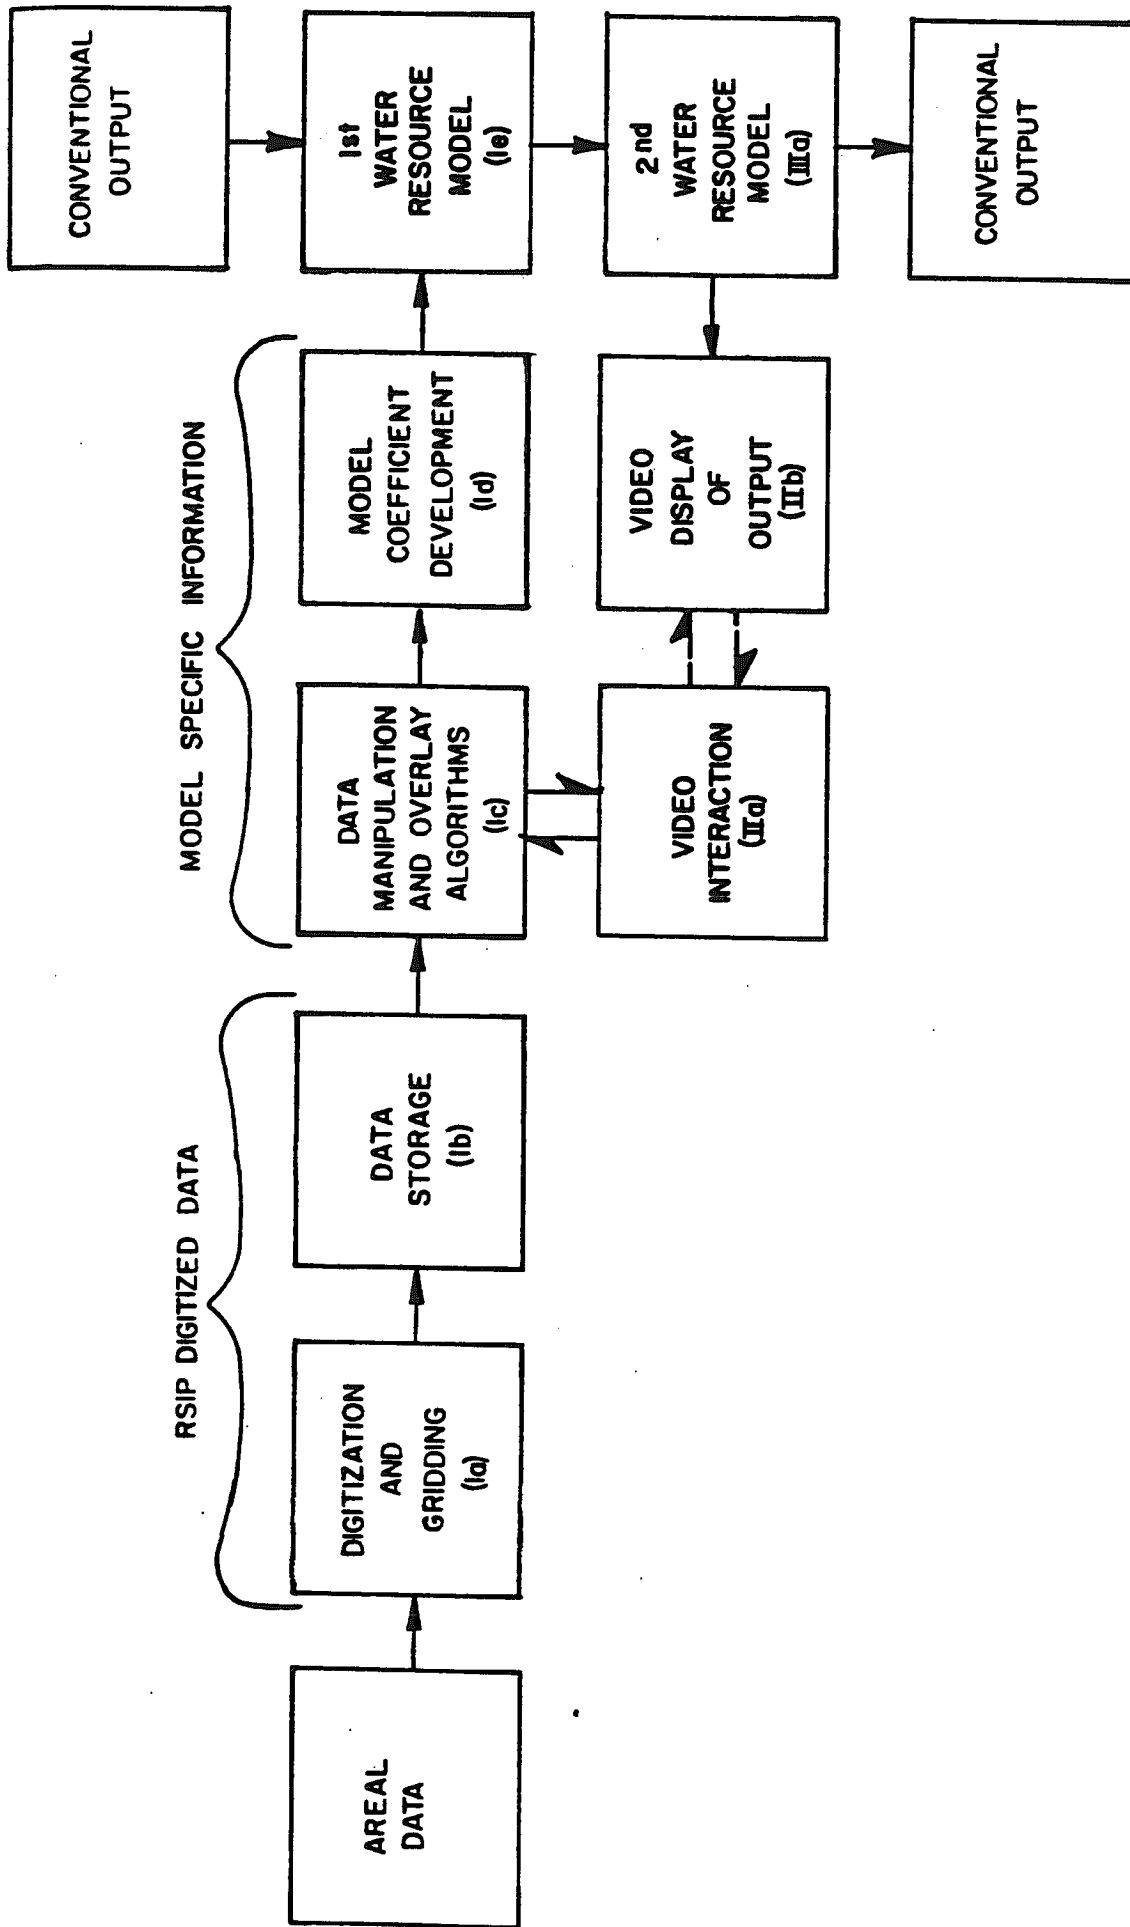 RSIP DIGITIZED DATA
MODEL SPECIFIC INFORMATION
AREAL
DATA
DIGITIZATION
AND
GRIDDING
(Ia)
DATA
STORAGE
(Ib)
DATA
MANIPULATION
AND OVERLAY
ALGORITHMS
(Ic)
MODEL
COEFFICIENT
DEVELOPMENT
(Id)
CONVENTIONAL
OUTPUT
1st
WATER
RESOURCE
MODEL
(Ie)
VIDEO
INTERACTION
(IIa)
VIDEO
DISPLAY
OF
OUTPUT
(IIb)
2nd
WATER
RESOURCE
MODEL
(IIIa)
CONVENTIONAL
OUTPUT